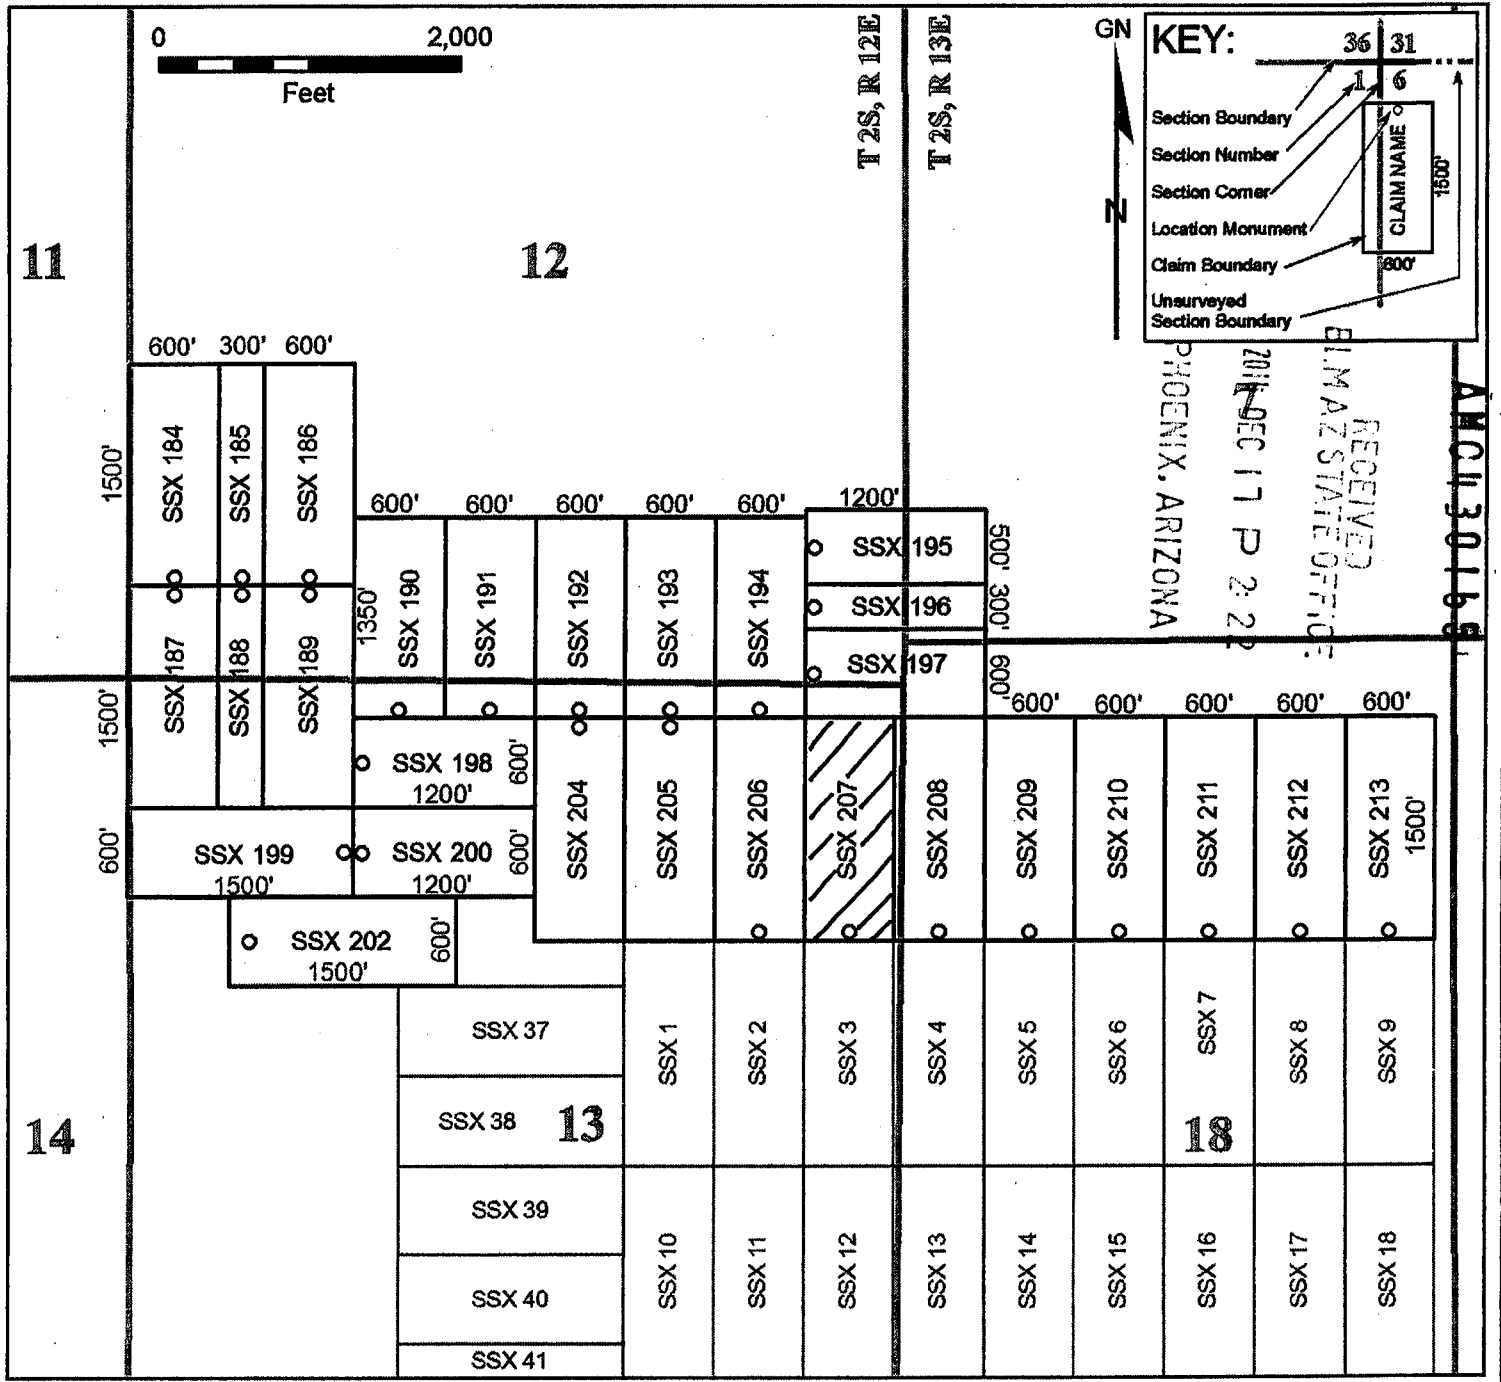 0 2,000
Feet
T 2S, R 12E
T 2S, R 13E
GN
N
KEY:
36 31
1 6
Section Boundary
Section Number
Section Corner
Location Monument
Claim Boundary
Unsurveyed
Section Boundary
CLAIM NAME
1500'
600'
11
12
7
RECEIVED
BLM AZ STATE OFFICE
DEC 17 P 2:22
PHOENIX, ARIZONA
600' 300' 600'
1500'
SSX 184
SSX 185
SSX 186
600' 600' 600' 600' 600' 1200'
1350'
SSX 190
SSX 191
SSX 192
SSX 193
SSX 194
SSX 195
500'
SSX 196
300'
SSX 197
600'
1500'
SSX 187
SSX 188
SSX 189
600' 600' 600' 600' 600'
SSX 198
1200'
600'
SSX 204
SSX 205
SSX 206
SSX 207
SSX 208
SSX 209
SSX 210
SSX 211
SSX 212
SSX 213
1500'
600'
SSX 199
1500'
SSX 200
1200'
600'
SSX 202
1500'
600'
SSX 37
SSX 1
SSX 2
SSX 3
SSX 4
SSX 5
SSX 6
SSX 7
SSX 8
SSX 9
14
SSX 38
13
18
SSX 39
SSX 40
SSX 41
SSX 10
SSX 11
SSX 12
SSX 13
SSX 14
SSX 15
SSX 16
SSX 17
SSX 18